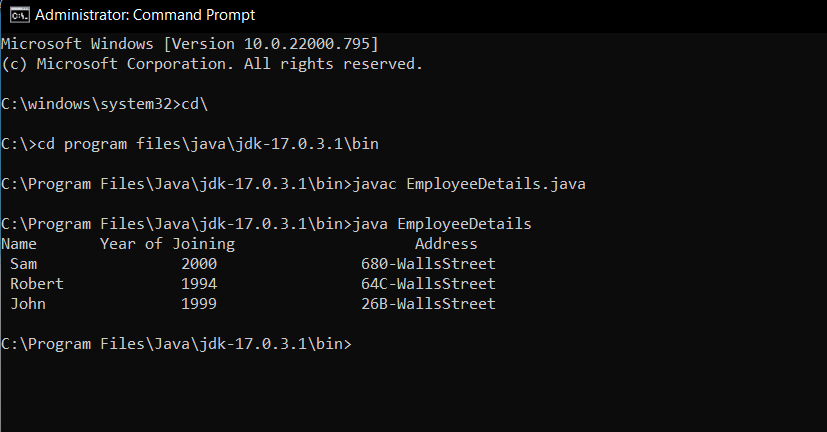 Administrator: Command Prompt
Microsoft Windows [Version 10.0.22000.795]
(c) Microsoft Corporation. All rights reserved.
C:\windows\system32>cd\
C:\>cd program files\java\jdk-17.0.3.1\bin
C:\Program Files\Java\jdk-17.0.3.1\bin>javac EmployeeDetails.java
C:\Program Files\Java\jdk-17.0.3.1\bin>java EmployeeDetails
Name       Year of Joining                    Address
 Sam                2000                680-WallsStreet
 Robert             1994                64C-WallsStreet
 John               1999                26B-WallsStreet
C:\Program Files\Java\jdk-17.0.3.1\bin>